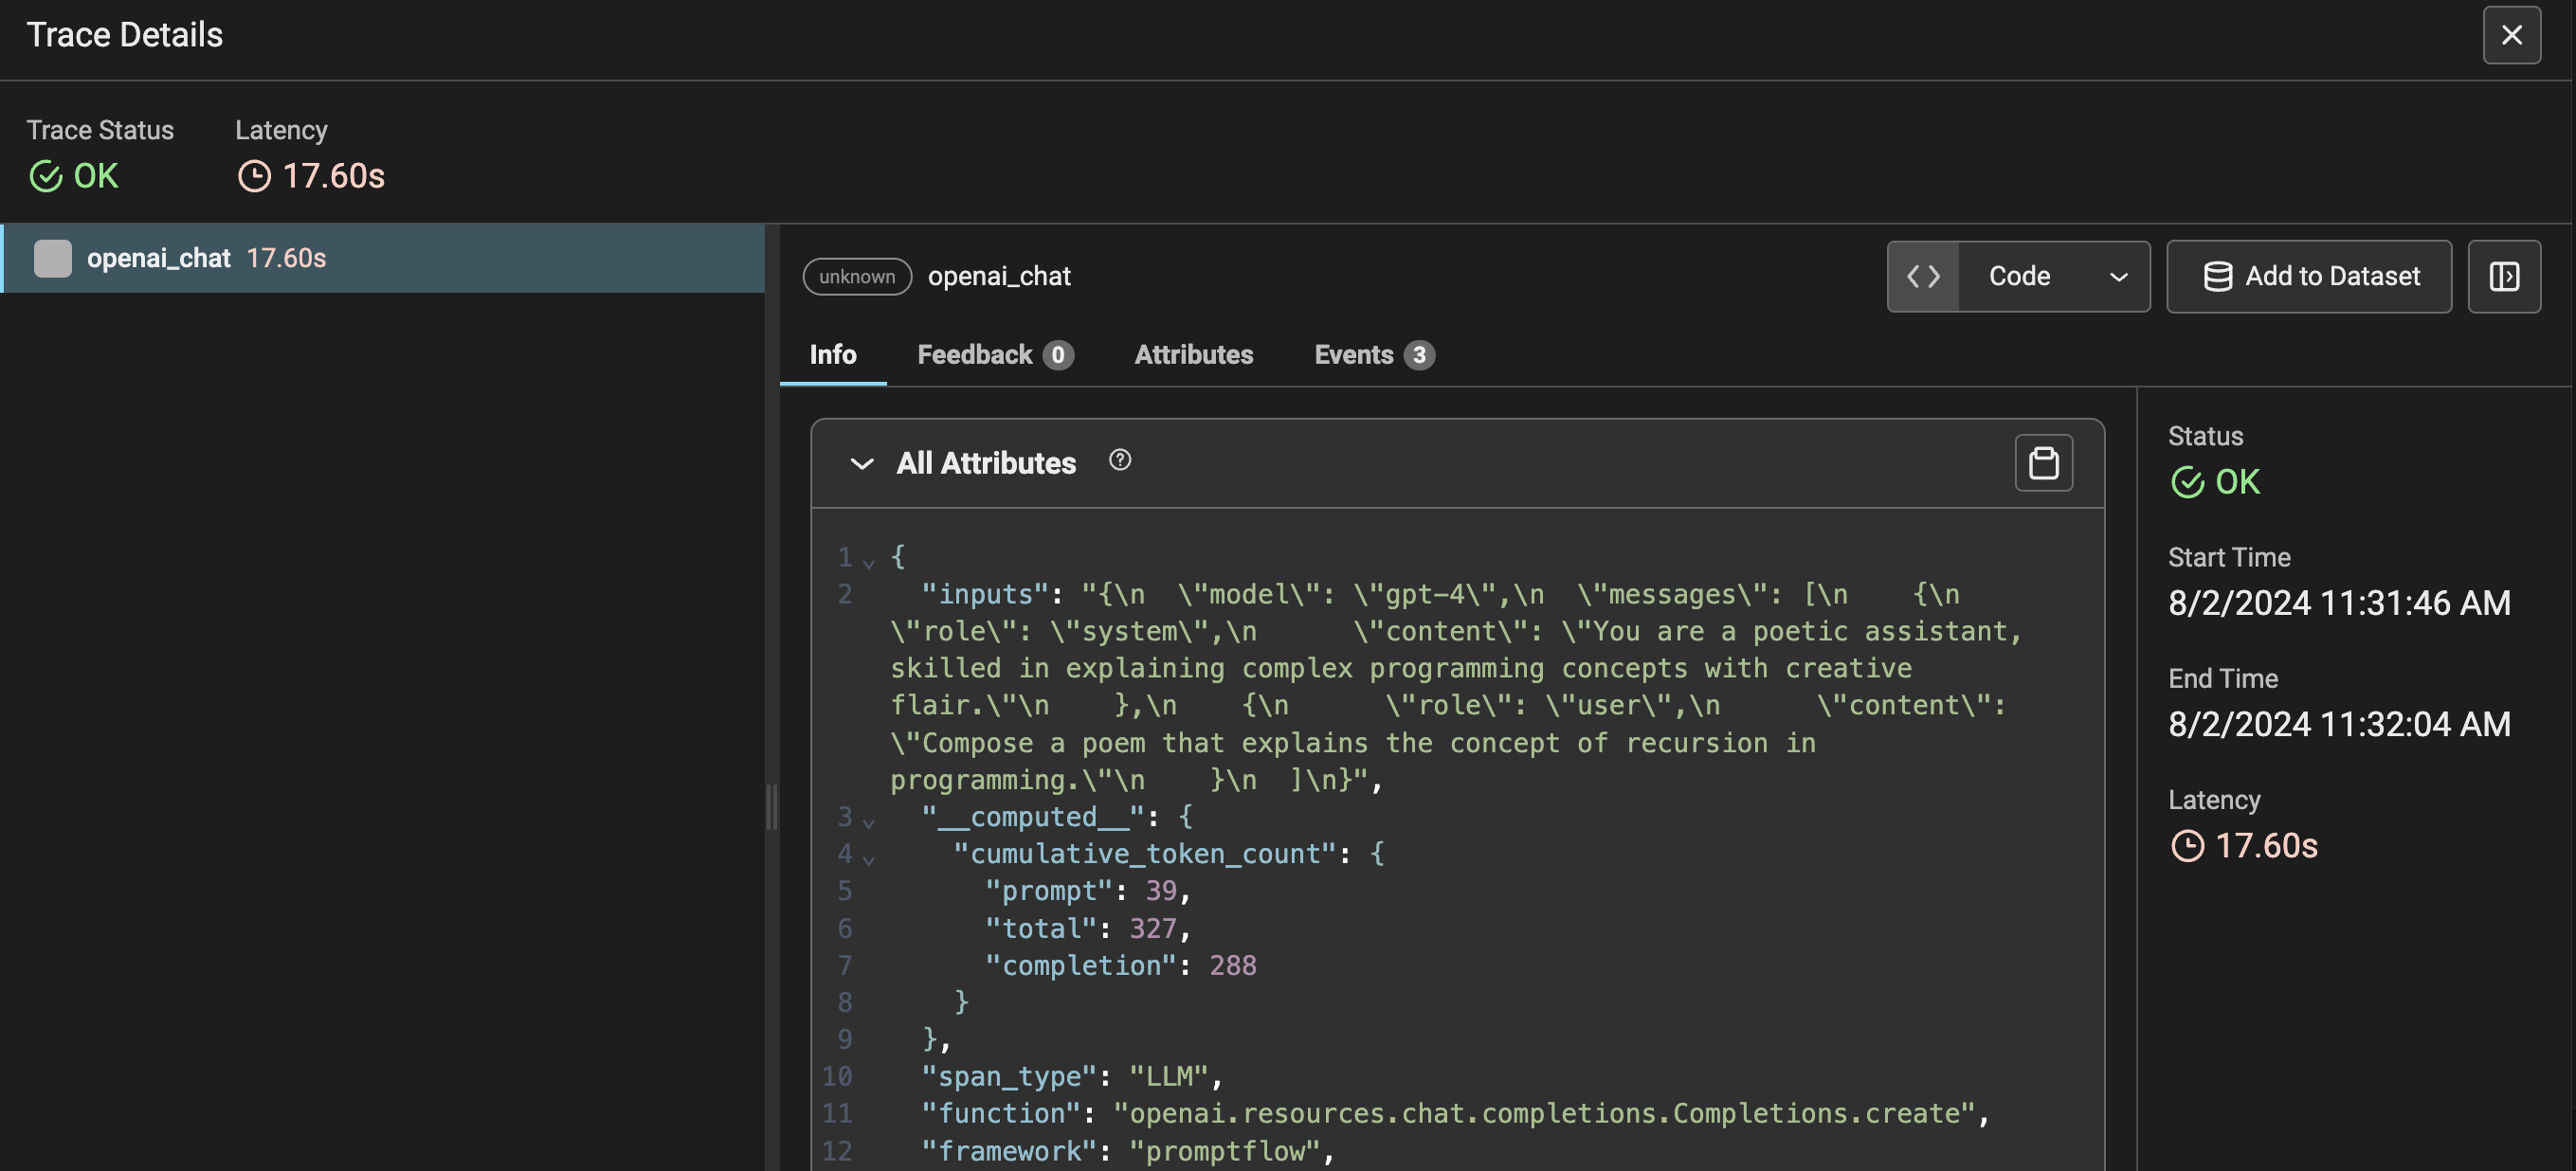 Trace Details
Trace Status
Latency
OK
17.60s
openai_chat 17.60s
unknown openai_chat
Code
Add to Dataset
Info
Feedback 0
Attributes
Events 3
All Attributes
1 {
2 "inputs": "{\n  \"model\": \"gpt-4\",\n  \"messages\": [\n    {\n
\"role\": \"system\",\n      \"content\": \"You are a poetic assistant,
skilled in explaining complex programming concepts with creative
flair.\"\n    },\n    {\n      \"role\": \"user\",\n      \"content\":
\"Compose a poem that explains the concept of recursion in
programming.\"\n    }\n  ]\n}",
3 "__computed__": {
4 "cumulative_token_count": {
5 "prompt": 39,
6 "total": 327,
7 "completion": 288
8 }
9 },
10 "span_type": "LLM",
11 "function": "openai.resources.chat.completions.Completions.create",
12 "framework": "promptflow",
Status
OK
Start Time
8/2/2024 11:31:46 AM
End Time
8/2/2024 11:32:04 AM
Latency
17.60s